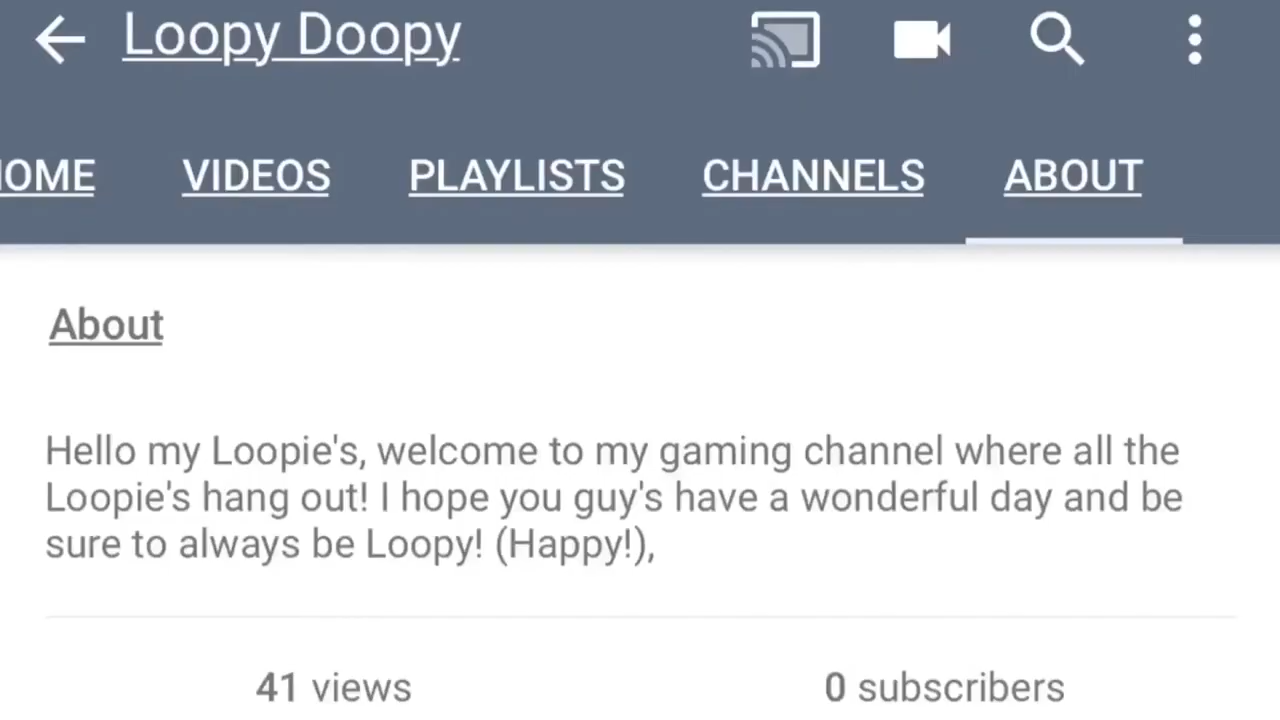 Loopy Doopy
OME VIDEOS PLAYLISTS CHANNELS ABOUT
About
Hello my Loopie's, welcome to my gaming channel where all the
Loopie's hang out! I hope you guy's have a wonderful day and be
sure to always be Loopy! (Happy!),
41 views 0 subscribers